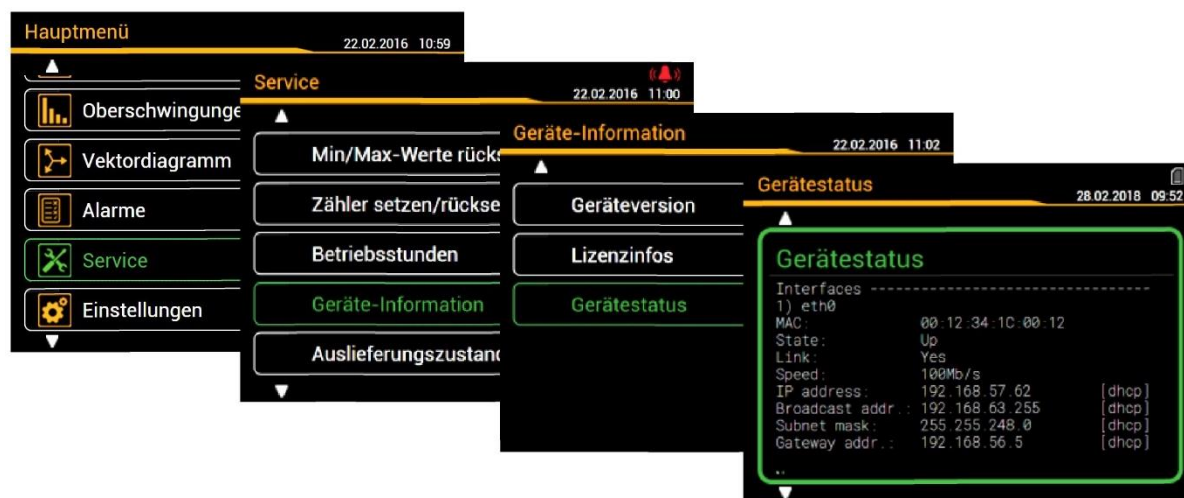 Hauptmenü
22.02.2016 10:59
Oberschwingunge
Vektordiagramm
Alarme
Service
Einstellungen
Service
22.02.2016 11:00
Min/Max-Werte rücks
Zähler setzen/rückse
Betriebsstunden
Geräte-Information
Auslieferungszustand
Geräte-Information
22.02.2016 11:02
Geräteversion
Lizenzinfos
Gerätestatus
Gerätestatus
28.02.2018 09:52
Gerätestatus
Interfaces --------------------------------
1) eth0
MAC: 00:12:34:1C:00:12
State: Up
Link: Yes
Speed: 100Mb/s
IP address: 192.168.57.62 [dhcp]
Broadcast addr.: 192.168.63.255 [dhcp]
Subnet mask: 255.255.248.0 [dhcp]
Gateway addr.: 192.168.56.5 [dhcp]
..